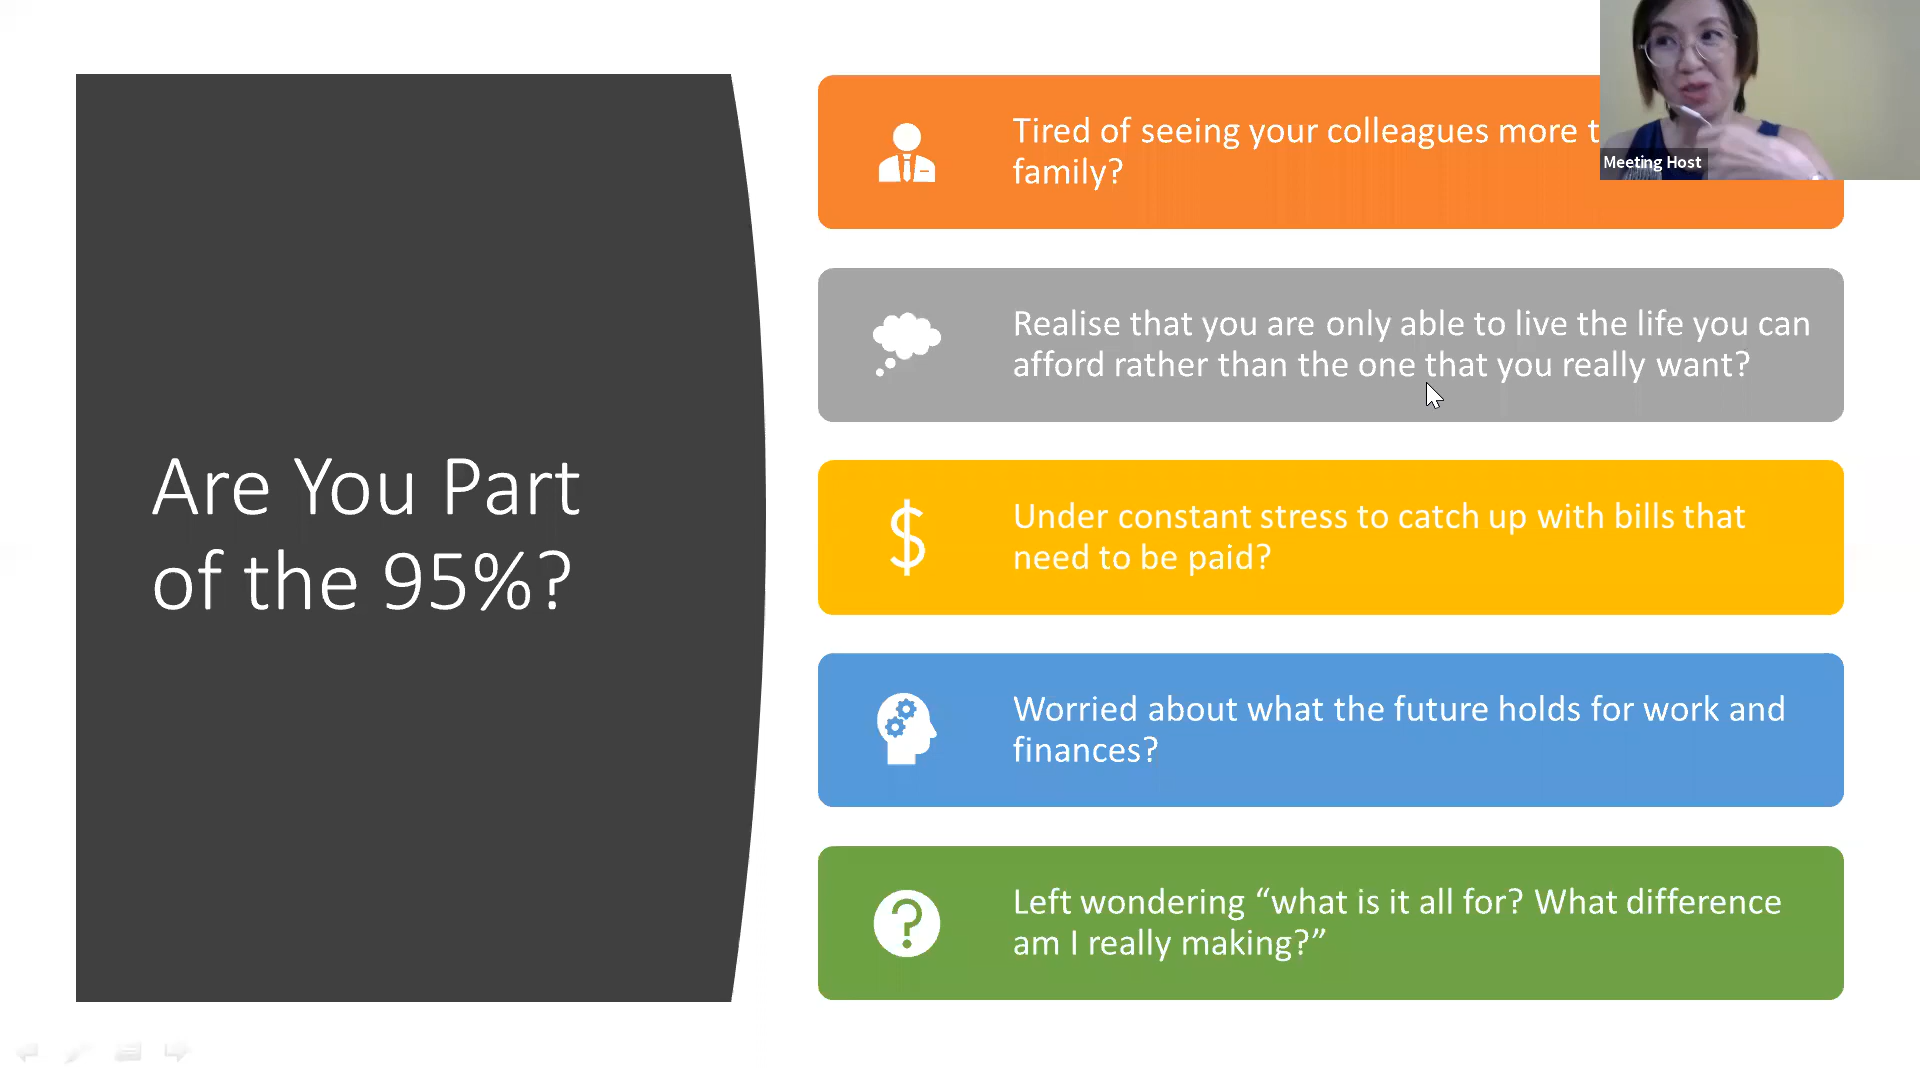 Are You Part
of the 95%?
Tired of seeing your colleagues more
family?
Meeting Host
Realise that you are only able to live the life you can
afford rather than the one that you really want?
$
Under constant stress to catch up with bills that
need to be paid?
Worried about what the future holds for work and
finances?
?
Left wondering “what is it all for? What difference
am I really making?”